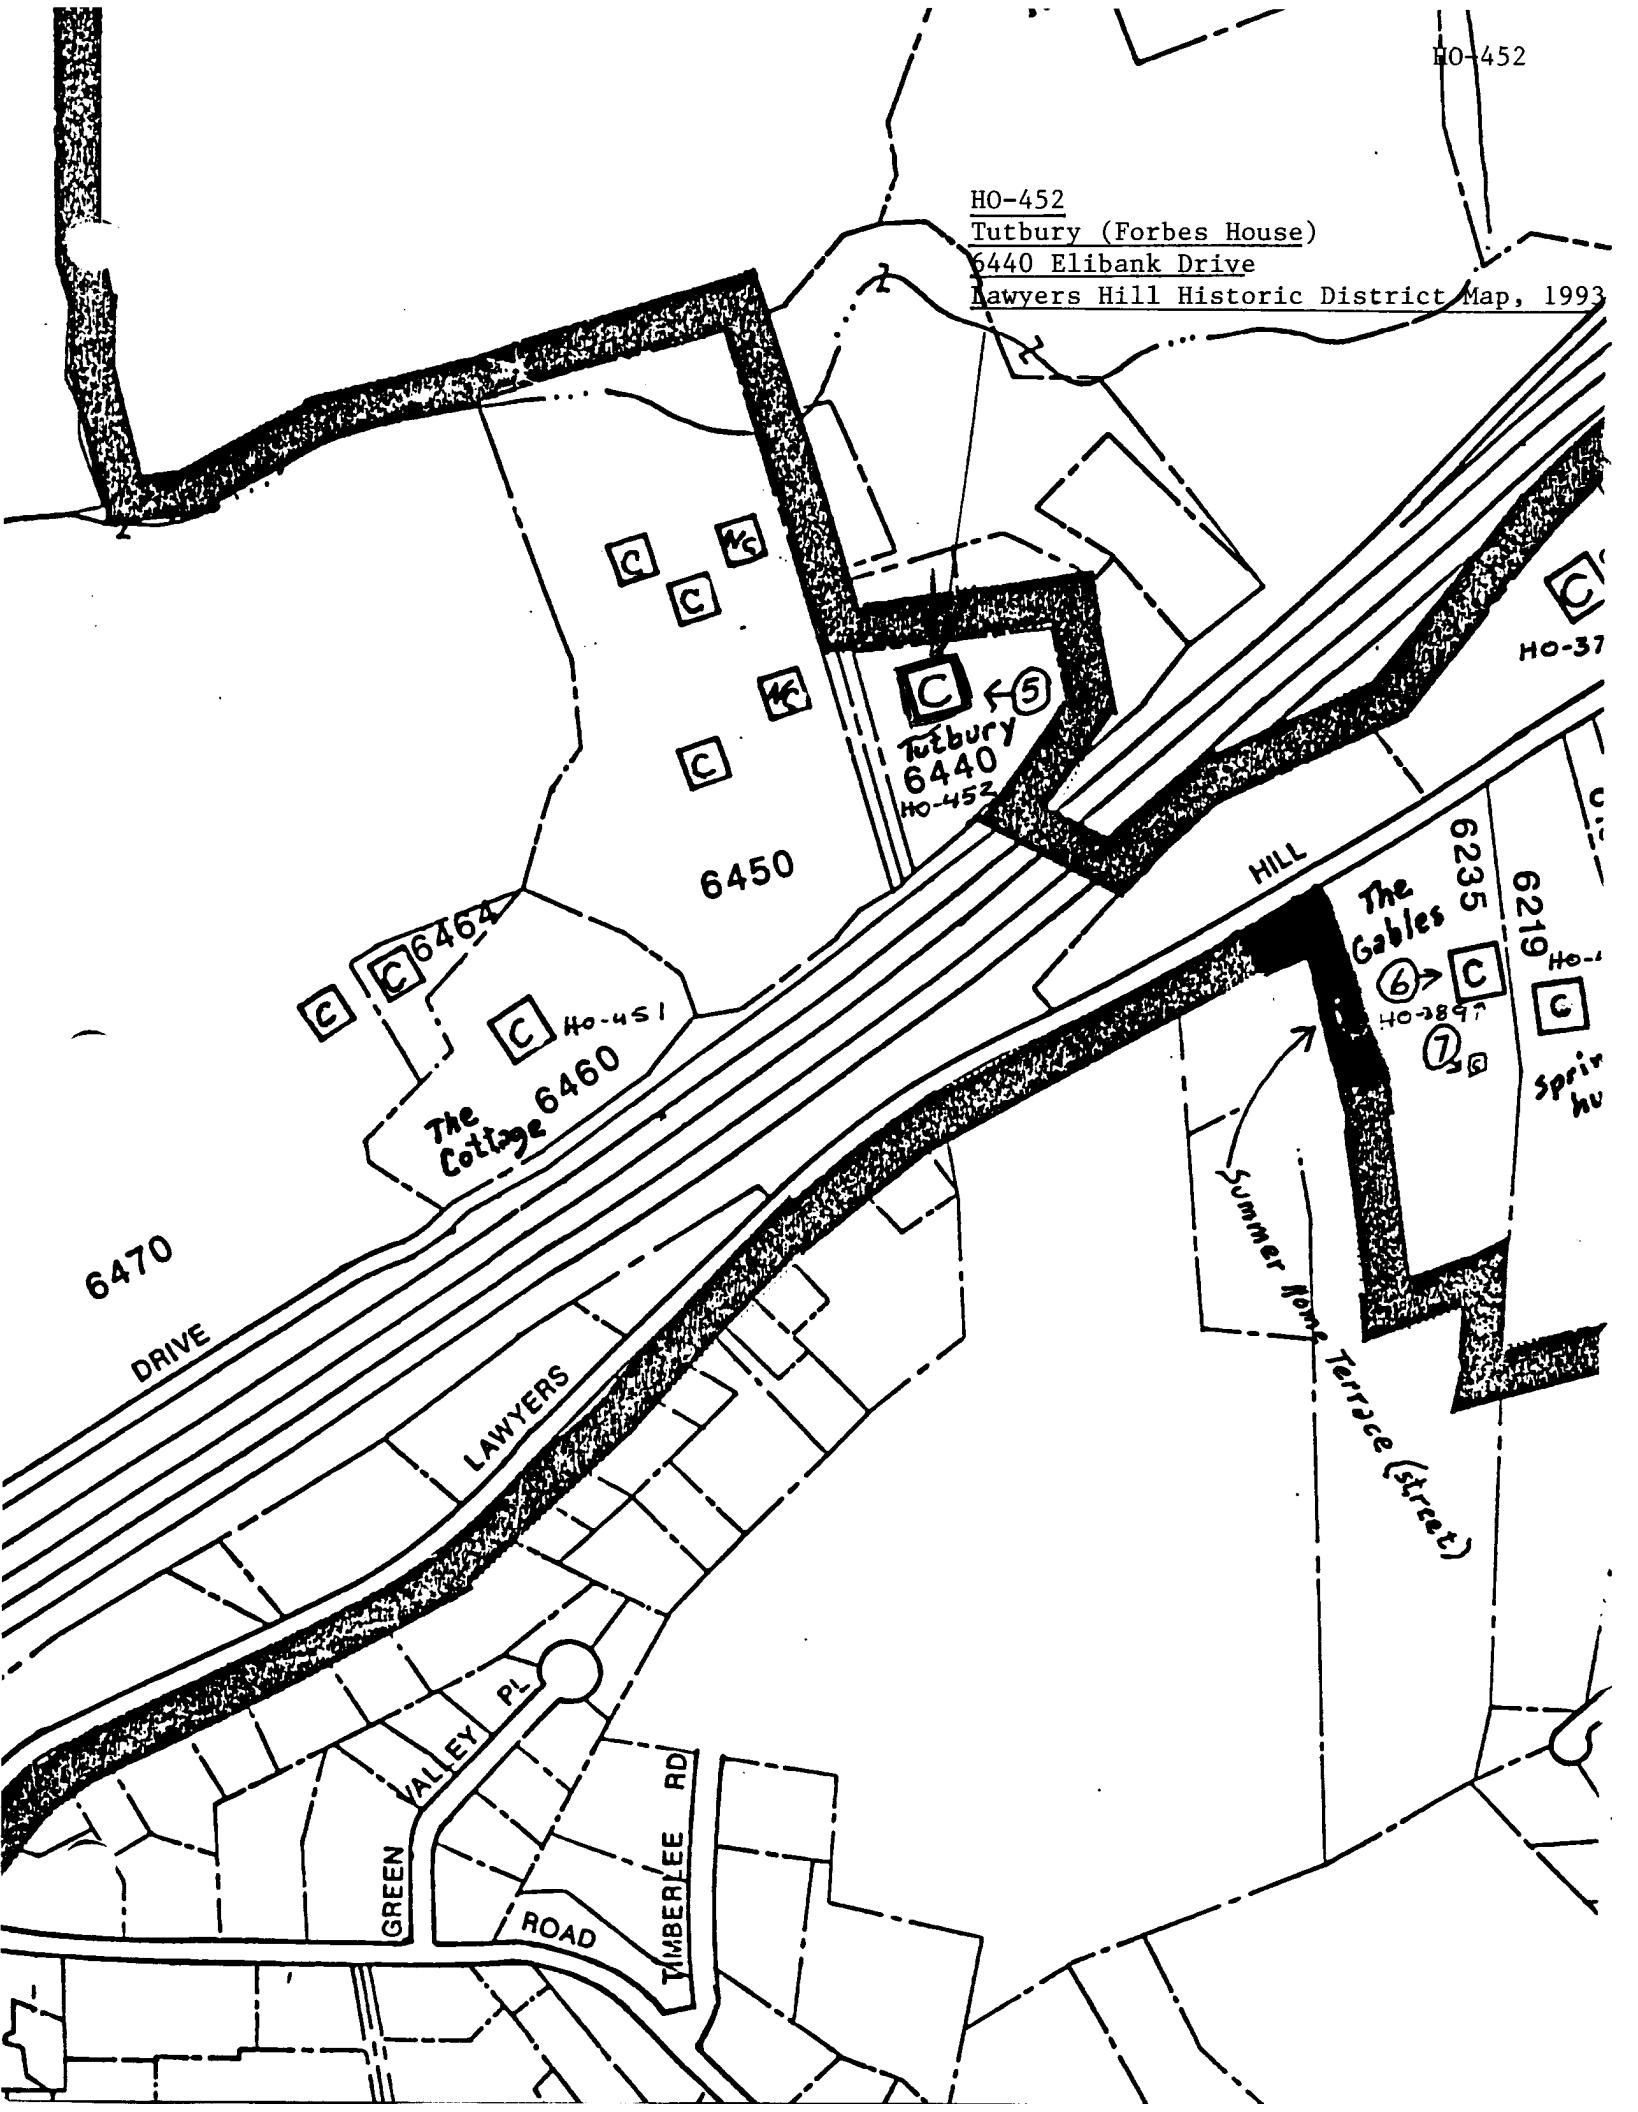 HO-452
HO-452
Tutbury (Forbes House)
6440 Elibank Drive
Lawyers Hill Historic District Map, 1993
C
NC
C
C
HO-37
NC
C
5
Tutbury
6440
HO-452
C
6450
HILL
The
Gables
6235
6219
6464
C
C
6
C
HO-
C
HO-451
C
7
C
6460
The
Cottage
Summer Home Terrace (street)
6470
DRIVE
LAWYERS
GREEN
VALLEY
PL
TIMBERLEE RD
ROAD